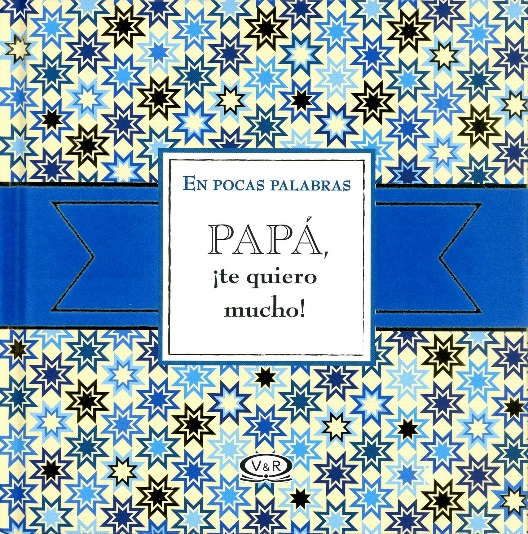 EN POCAS PALABRAS
PAPÁ,
¡te quiero
mucho!
V&R